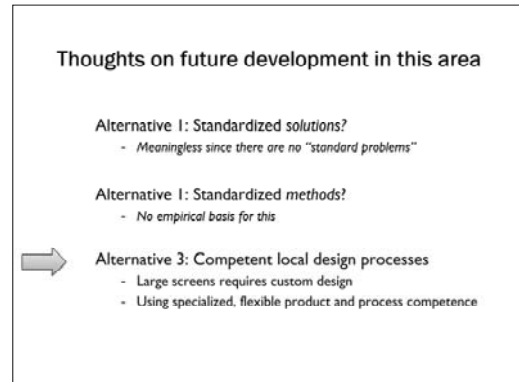 Thoughts on future development in this area
Alternative 1: Standardized solutions?
- Meaningless since there are no “standard problems”
Alternative 1: Standardized methods?
- No empirical basis for this
Alternative 3: Competent local design processes
- Large screens requires custom design
- Using specialized, flexible product and process competence